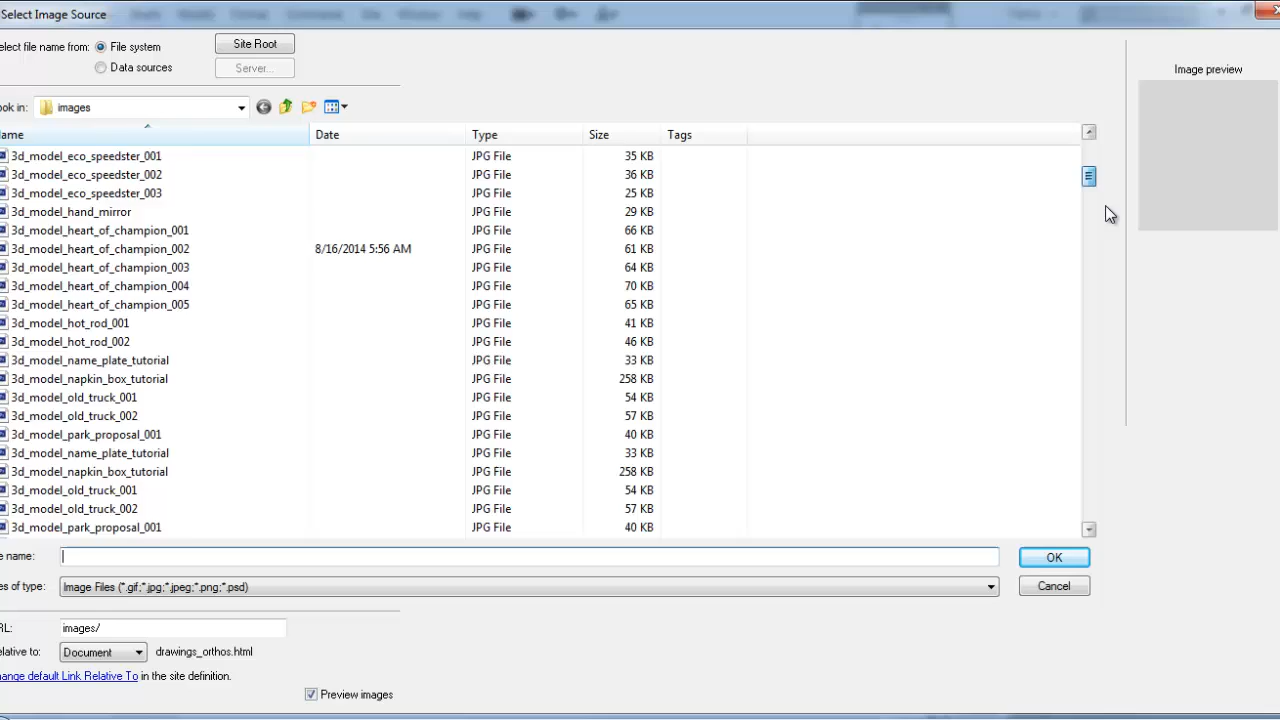 Select Image Source
elect file name from: File system Site Root
Data sources Server...
ook in: images
ame Date Type Size Tags Image preview
3d_model_eco_speedster_001 JPG File 35 KB
3d_model_eco_speedster_002 JPG File 36 KB
3d_model_eco_speedster_003 JPG File 25 KB
3d_model_hand_mirror JPG File 29 KB
3d_model_heart_of_champion_001 JPG File 66 KB
3d_model_heart_of_champion_002 8/16/2014 5:56 AM JPG File 61 KB
3d_model_heart_of_champion_003 JPG File 64 KB
3d_model_heart_of_champion_004 JPG File 70 KB
3d_model_heart_of_champion_005 JPG File 65 KB
3d_model_hot_rod_001 JPG File 41 KB
3d_model_hot_rod_002 JPG File 46 KB
3d_model_name_plate_tutorial JPG File 33 KB
3d_model_napkin_box_tutorial JPG File 258 KB
3d_model_old_truck_001 JPG File 54 KB
3d_model_old_truck_002 JPG File 57 KB
3d_model_park_proposal_001 JPG File 40 KB
3d_model_name_plate_tutorial JPG File 33 KB
3d_model_napkin_box_tutorial JPG File 258 KB
3d_model_old_truck_001 JPG File 54 KB
3d_model_old_truck_002 JPG File 57 KB
3d_model_park_proposal_001 JPG File 40 KB
e name: OK
es of type: Image Files (*.gif;*.jpg;*.jpeg;*.png;*.psd) Cancel
RL: images/
elative to: Document drawings_orthos.html
hange default Link Relative To in the site definition.
Preview images